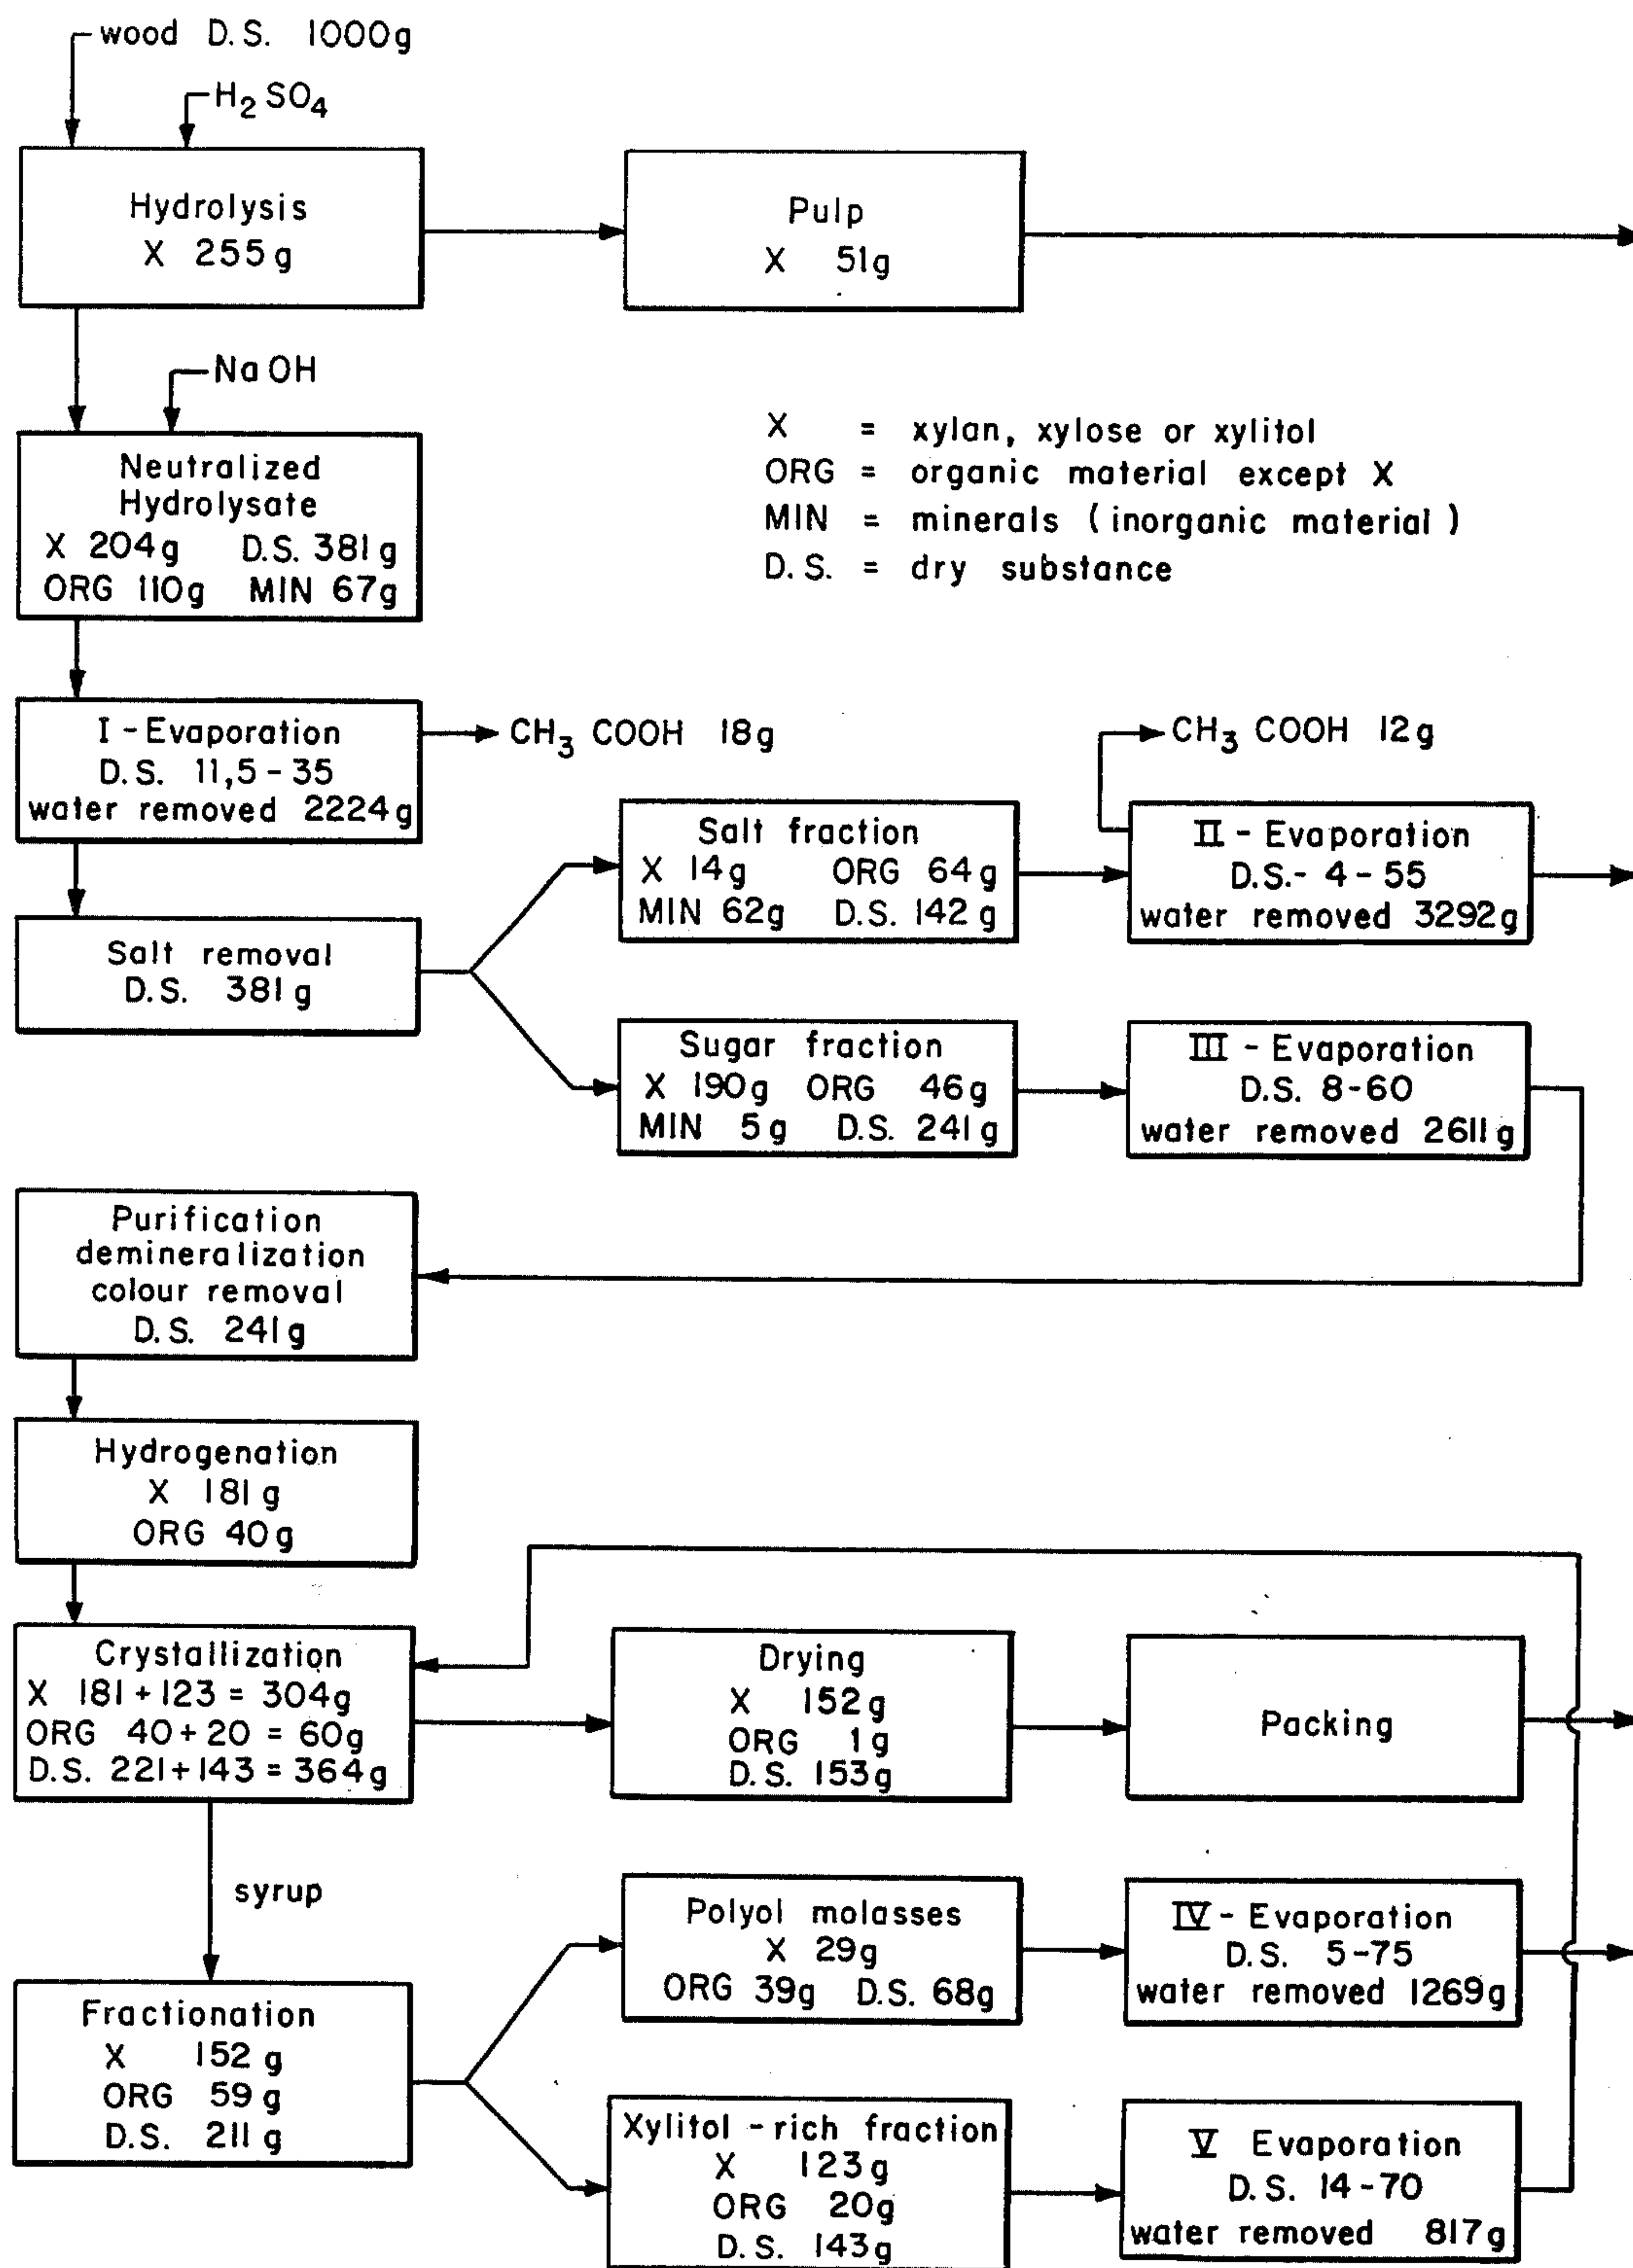 wood D.S. 1000g
H₂SO₄
Hydrolysis
X 255g
Pulp
X 51g
NaOH
Neutralized
Hydrolysate
X 204g D.S. 381g
ORG 110g MIN 67g
X = xylan, xylose or xylitol
ORG = organic material except X
MIN = minerals (inorganic material)
D.S. = dry substance
I - Evaporation
D.S. 11,5 - 35
water removed 2224g
CH₃ COOH 18g
CH₃ COOH 12g
Salt fraction
X 14g ORG 64g
MIN 62g D.S. 142g
II - Evaporation
D.S.- 4 - 55
water removed 3292g
Salt removal
D.S. 381g
Sugar fraction
X 190g ORG 46g
MIN 5g D.S. 241g
III - Evaporation
D.S. 8-60
water removed 2611g
Purification
demineralization
colour removal
D.S. 241g
Hydrogenation
X 181g
ORG 40g
Crystallization
X 181 + 123 = 304g
ORG 40 + 20 = 60g
D.S. 221 + 143 = 364g
Drying
X 152g
ORG 1g
D.S. 153g
Packing
syrup
Polyol molasses
X 29g
ORG 39g D.S. 68g
IV - Evaporation
D.S. 5-75
water removed 1269g
Fractionation
X 152 g
ORG 59 g
D.S. 211 g
Xylitol - rich fraction
X 123g
ORG 20g
D.S. 143g
V Evaporation
D.S. 14-70
water removed 817g